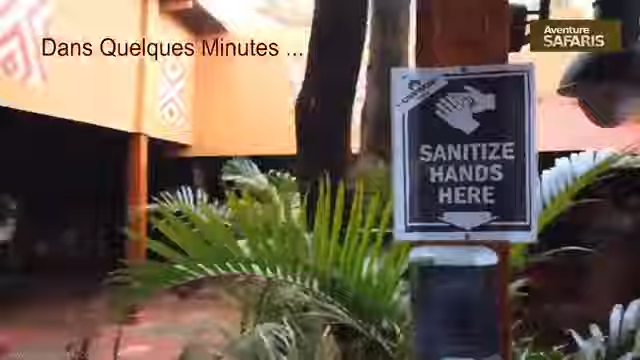 Dans Quelques Minutes ...
Aventure
SAFARIS
SANITIZE
HANDS
HERE